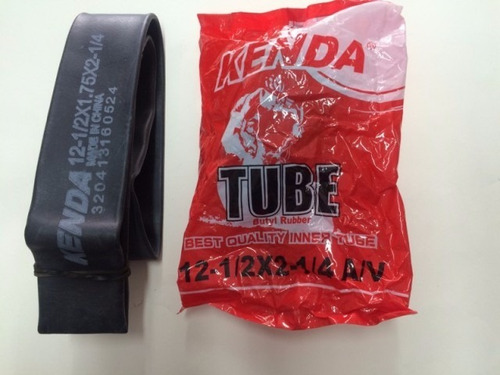 KENDA 12-1/2X1.75X2-1/4
MADE IN CHINA
320413160524
KENDA
TUBE
Butyl Rubber
BEST QUALITY INNER TUBE
12-1/2X2-1/4 A/V